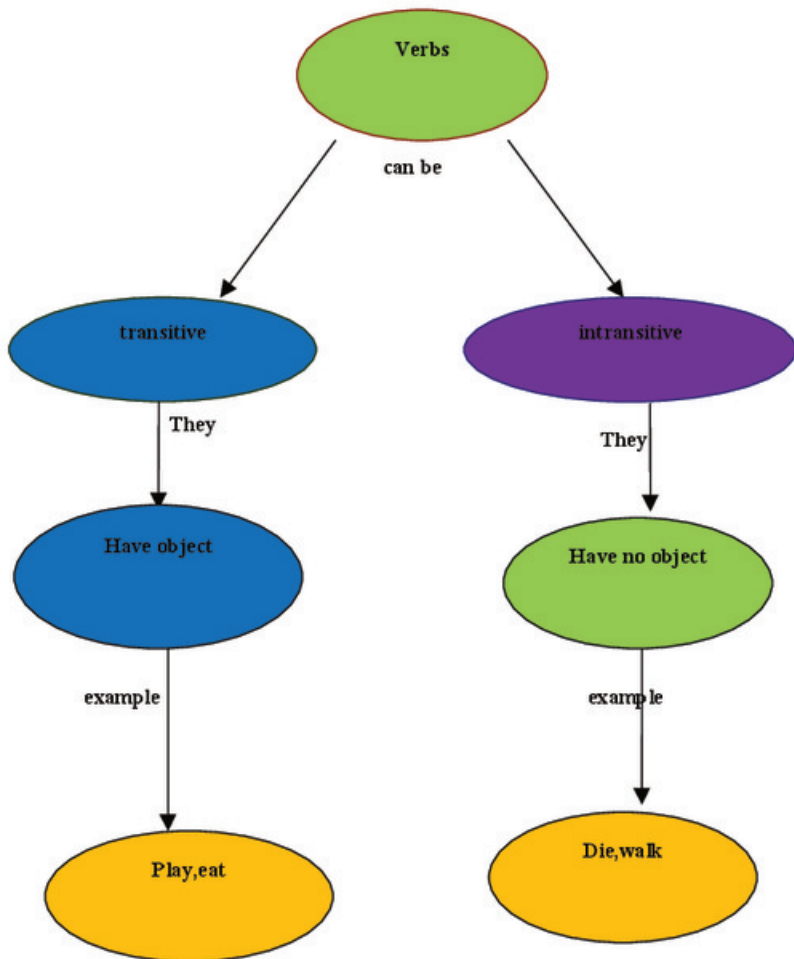 Verbs
can be
transitive
intransitive
They
They
Have object
Have no object
example
example
Play,eat
Die,walk